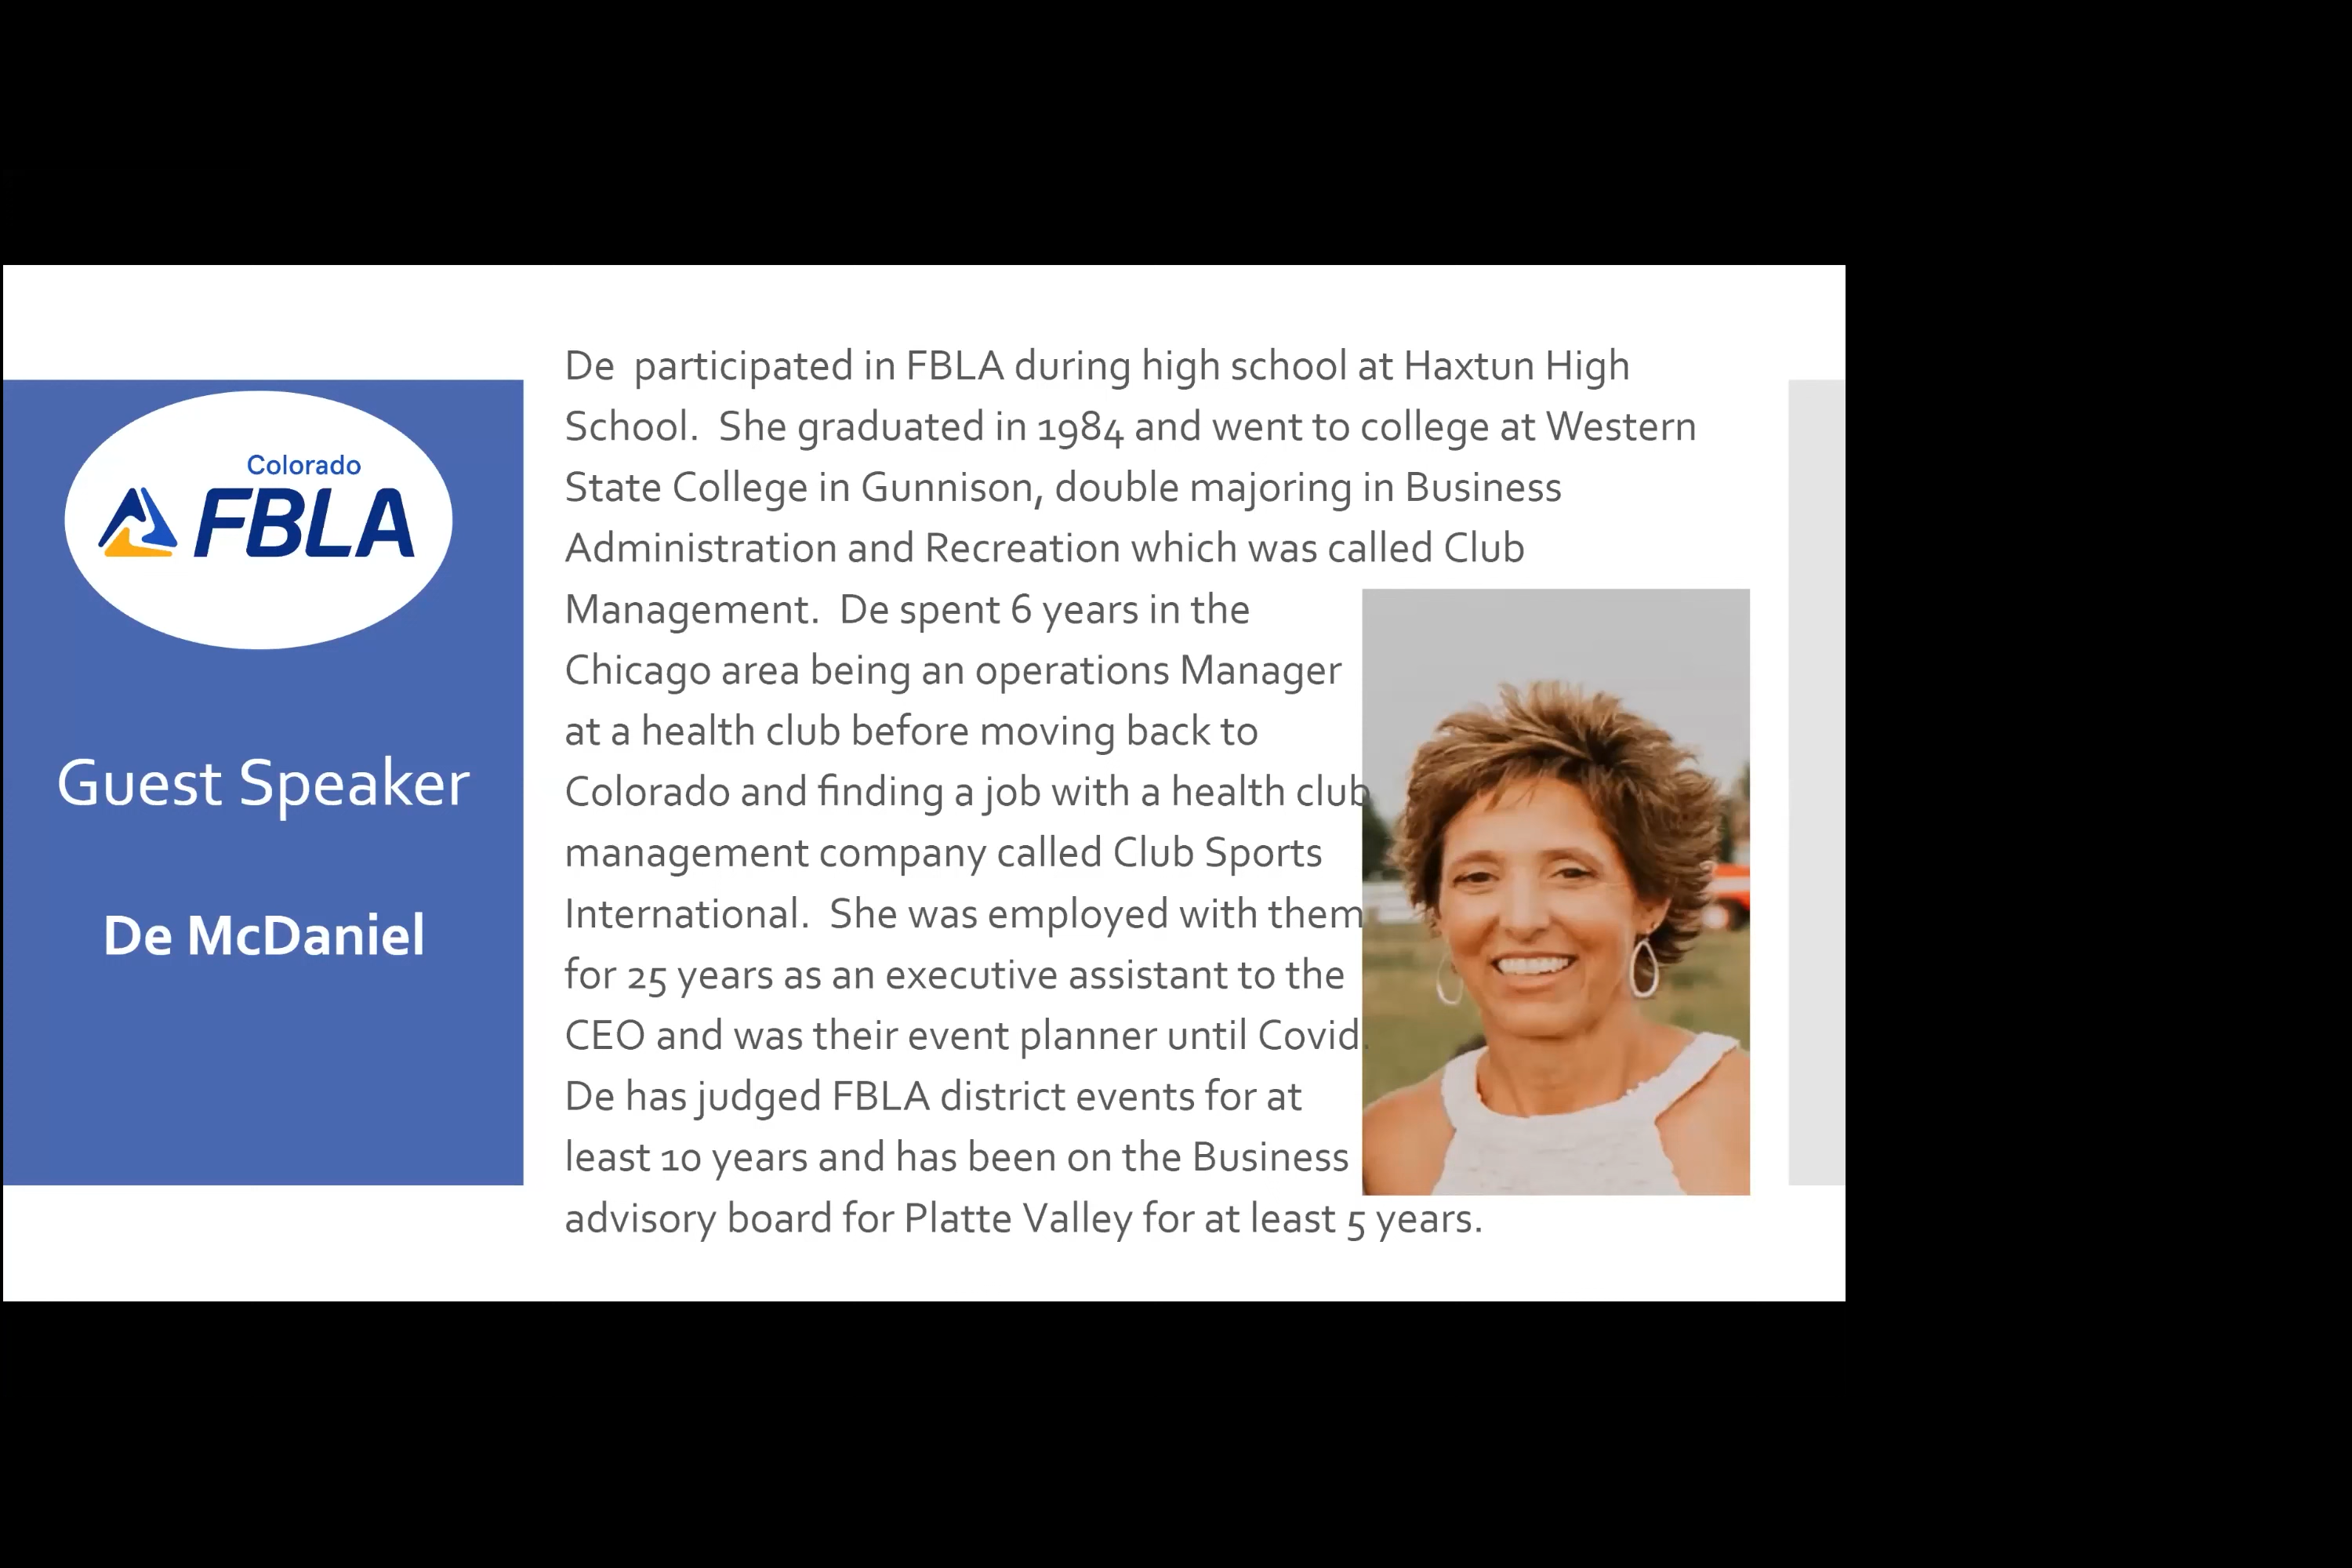 Colorado
FBLA
Guest Speaker
De McDaniel
De  participated in FBLA during high school at Haxtun High
School.  She graduated in 1984 and went to college at Western
State College in Gunnison, double majoring in Business
Administration and Recreation which was called Club
Management.  De spent 6 years in the
Chicago area being an operations Manager
at a health club before moving back to
Colorado and finding a job with a health club
management company called Club Sports
International.  She was employed with them
for 25 years as an executive assistant to the
CEO and was their event planner until Covid.
De has judged FBLA district events for at
least 10 years and has been on the Business
advisory board for Platte Valley for at least 5 years.